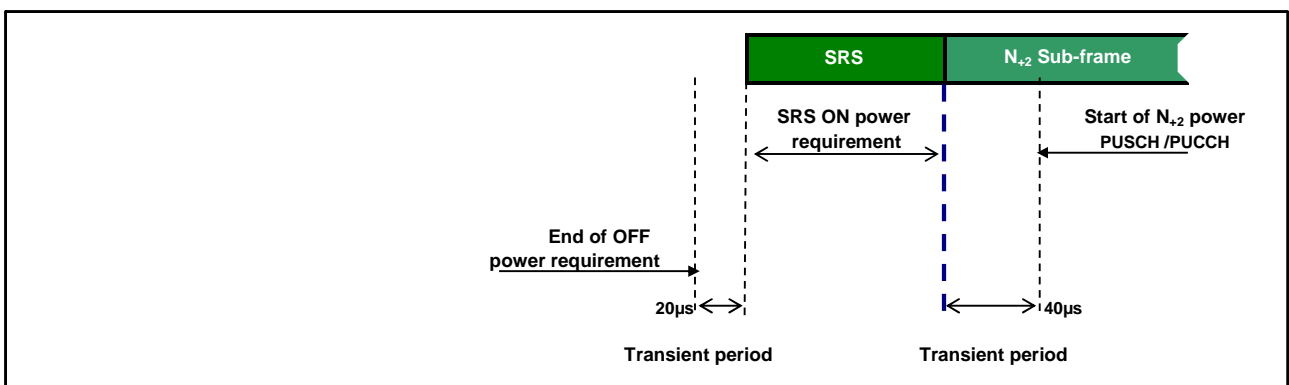 SRS
N+2 Sub-frame
SRS ON power
requirement
Start of N+2 power
PUSCH /PUCCH
End of OFF
power requirement
20µs
40µs
Transient period
Transient period